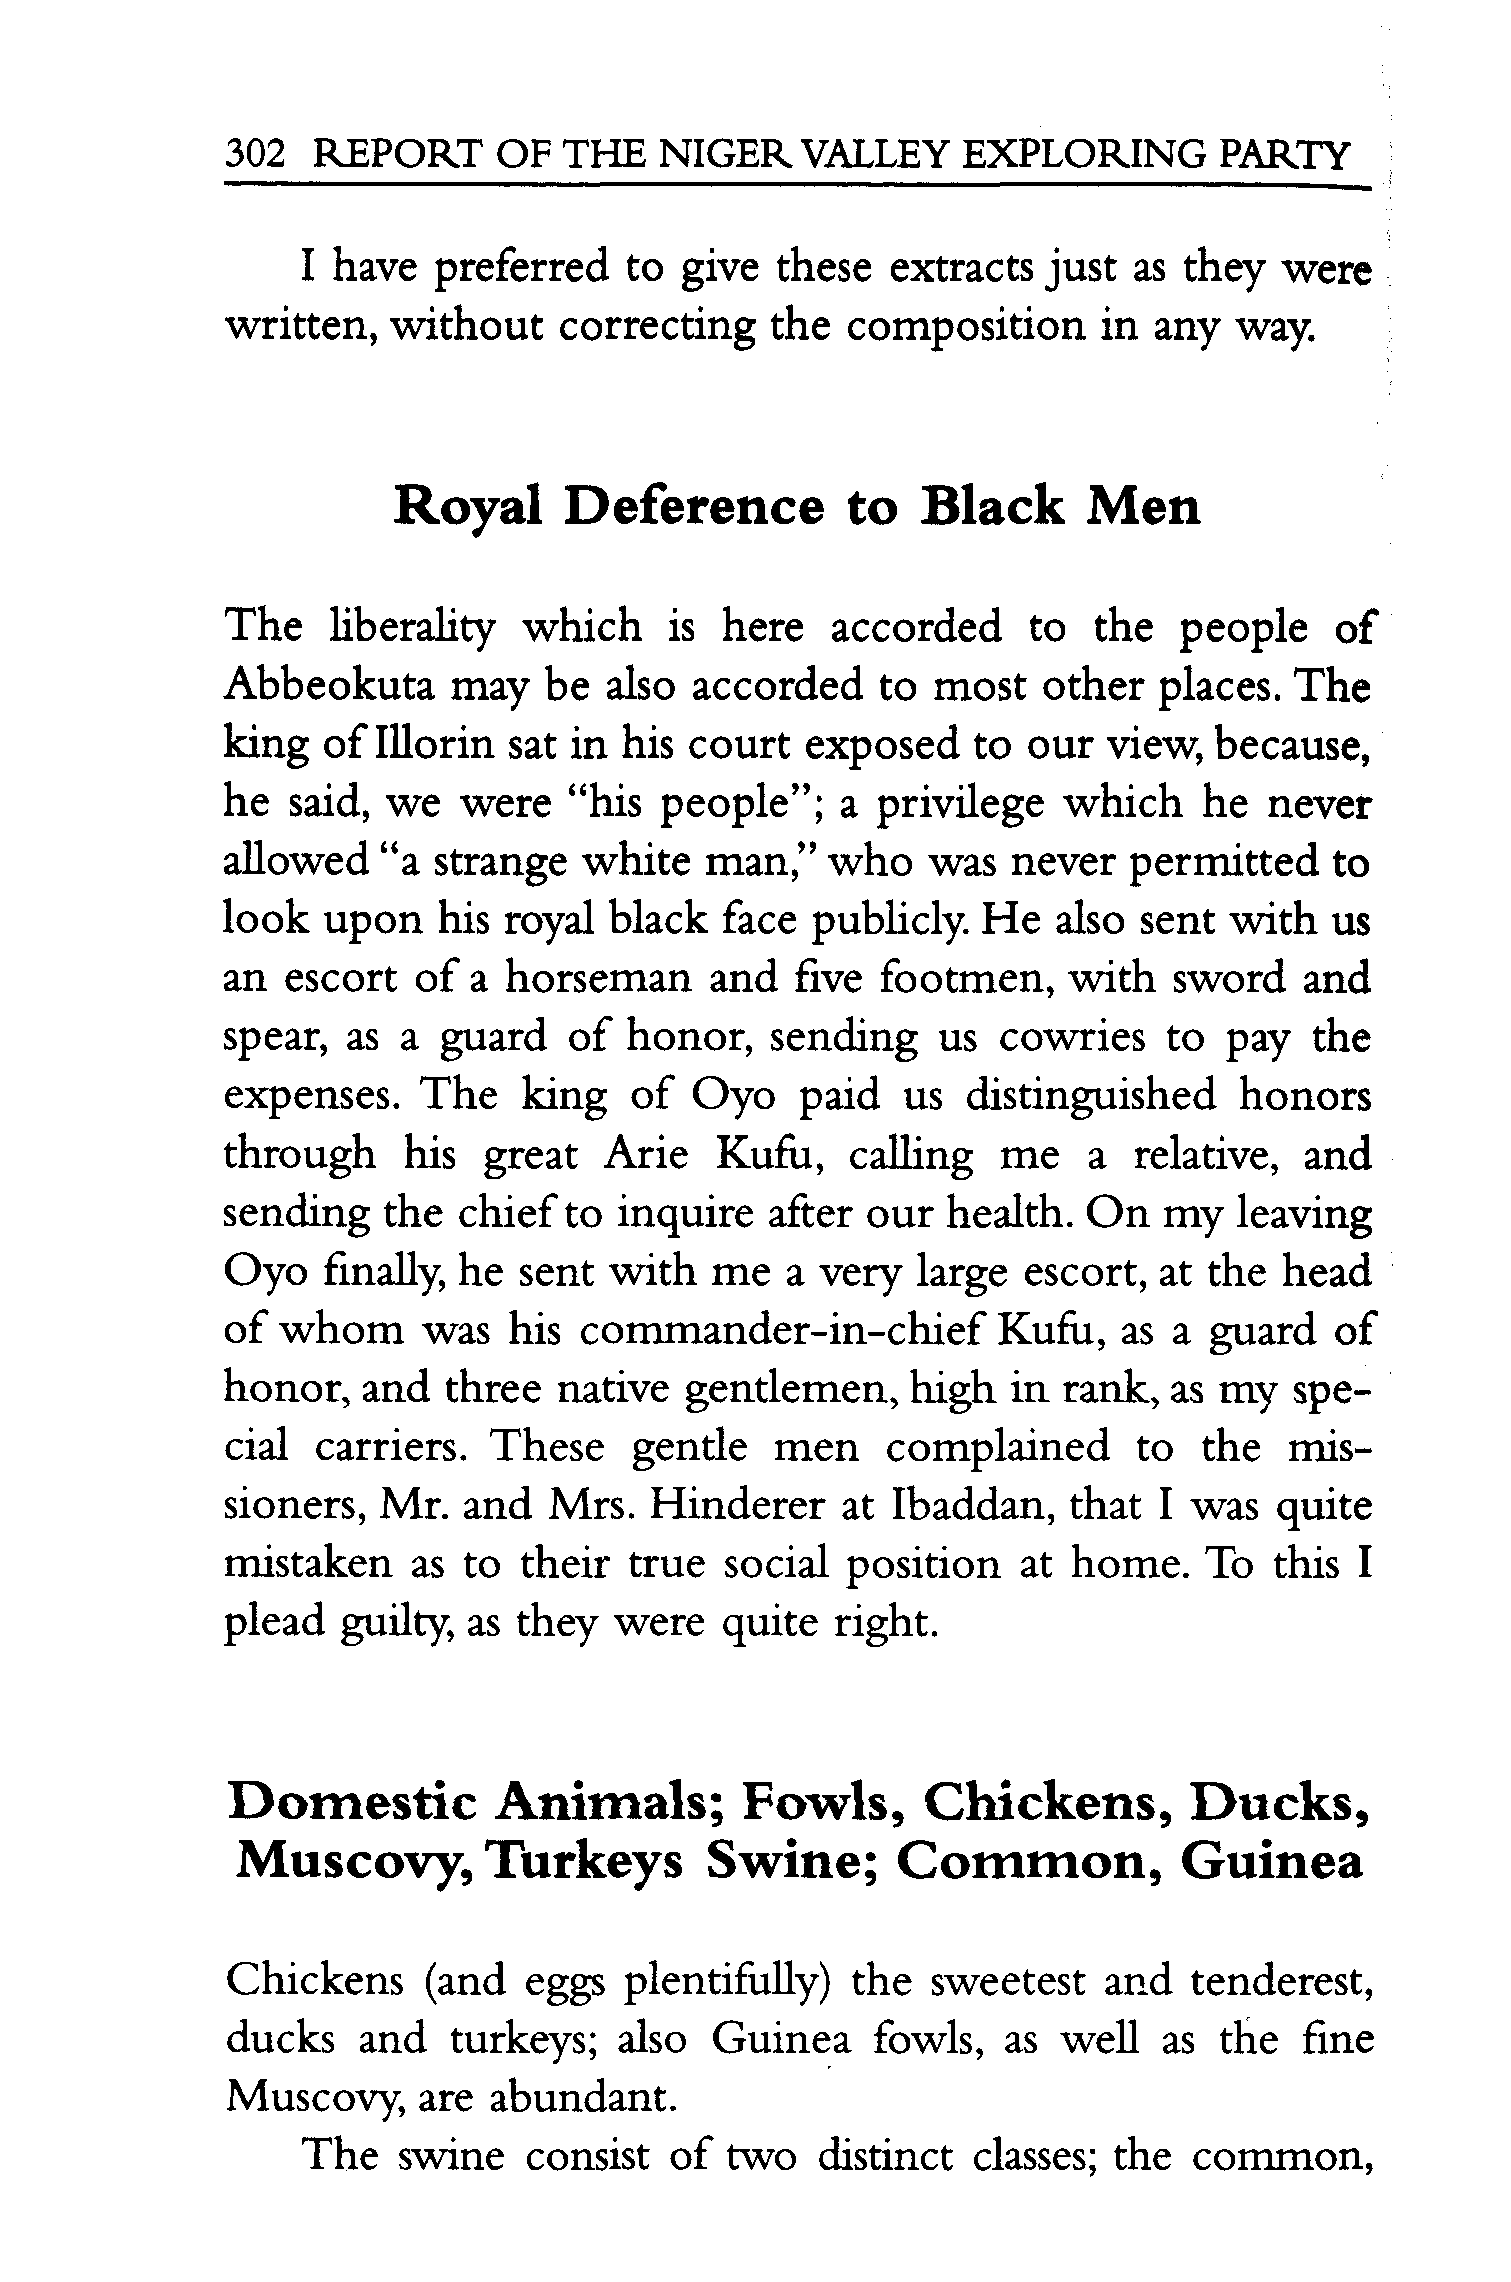 302 REPORT OF THE NIGER VALLEY EXPLORING PARTY
I have preferred to give these extracts just as they were
written, without correcting the composition in any way.
Royal Deference to Black Men
The liberality which is here accorded to the people of
Abbeokuta may be also accorded to most other places. The
king of Illorin sat in his court exposed to our view, because,
he said, we were “his people”; a privilege which he never
allowed “a strange white man,” who was never permitted to
look upon his royal black face publicly. He also sent with us
an escort of a horseman and five footmen, with sword and
spear, as a guard of honor, sending us cowries to pay the
expenses. The king of Oyo paid us distinguished honors
through his great Arie Kufu, calling me a relative, and
sending the chief to inquire after our health. On my leaving
Oyo finally, he sent with me a very large escort, at the head
of whom was his commander-in-chief Kufu, as a guard of
honor, and three native gentlemen, high in rank, as my spe-
cial carriers. These gentle men complained to the mis-
sioners, Mr. and Mrs. Hinderer at Ibaddan, that I was quite
mistaken as to their true social position at home. To this I
plead guilty, as they were quite right.
Domestic Animals; Fowls, Chickens, Ducks,
Muscovy, Turkeys Swine; Common, Guinea
Chickens (and eggs plentifully) the sweetest and tenderest,
ducks and turkeys; also Guinea fowls, as well as the fine
Muscovy, are abundant.
The swine consist of two distinct classes; the common,